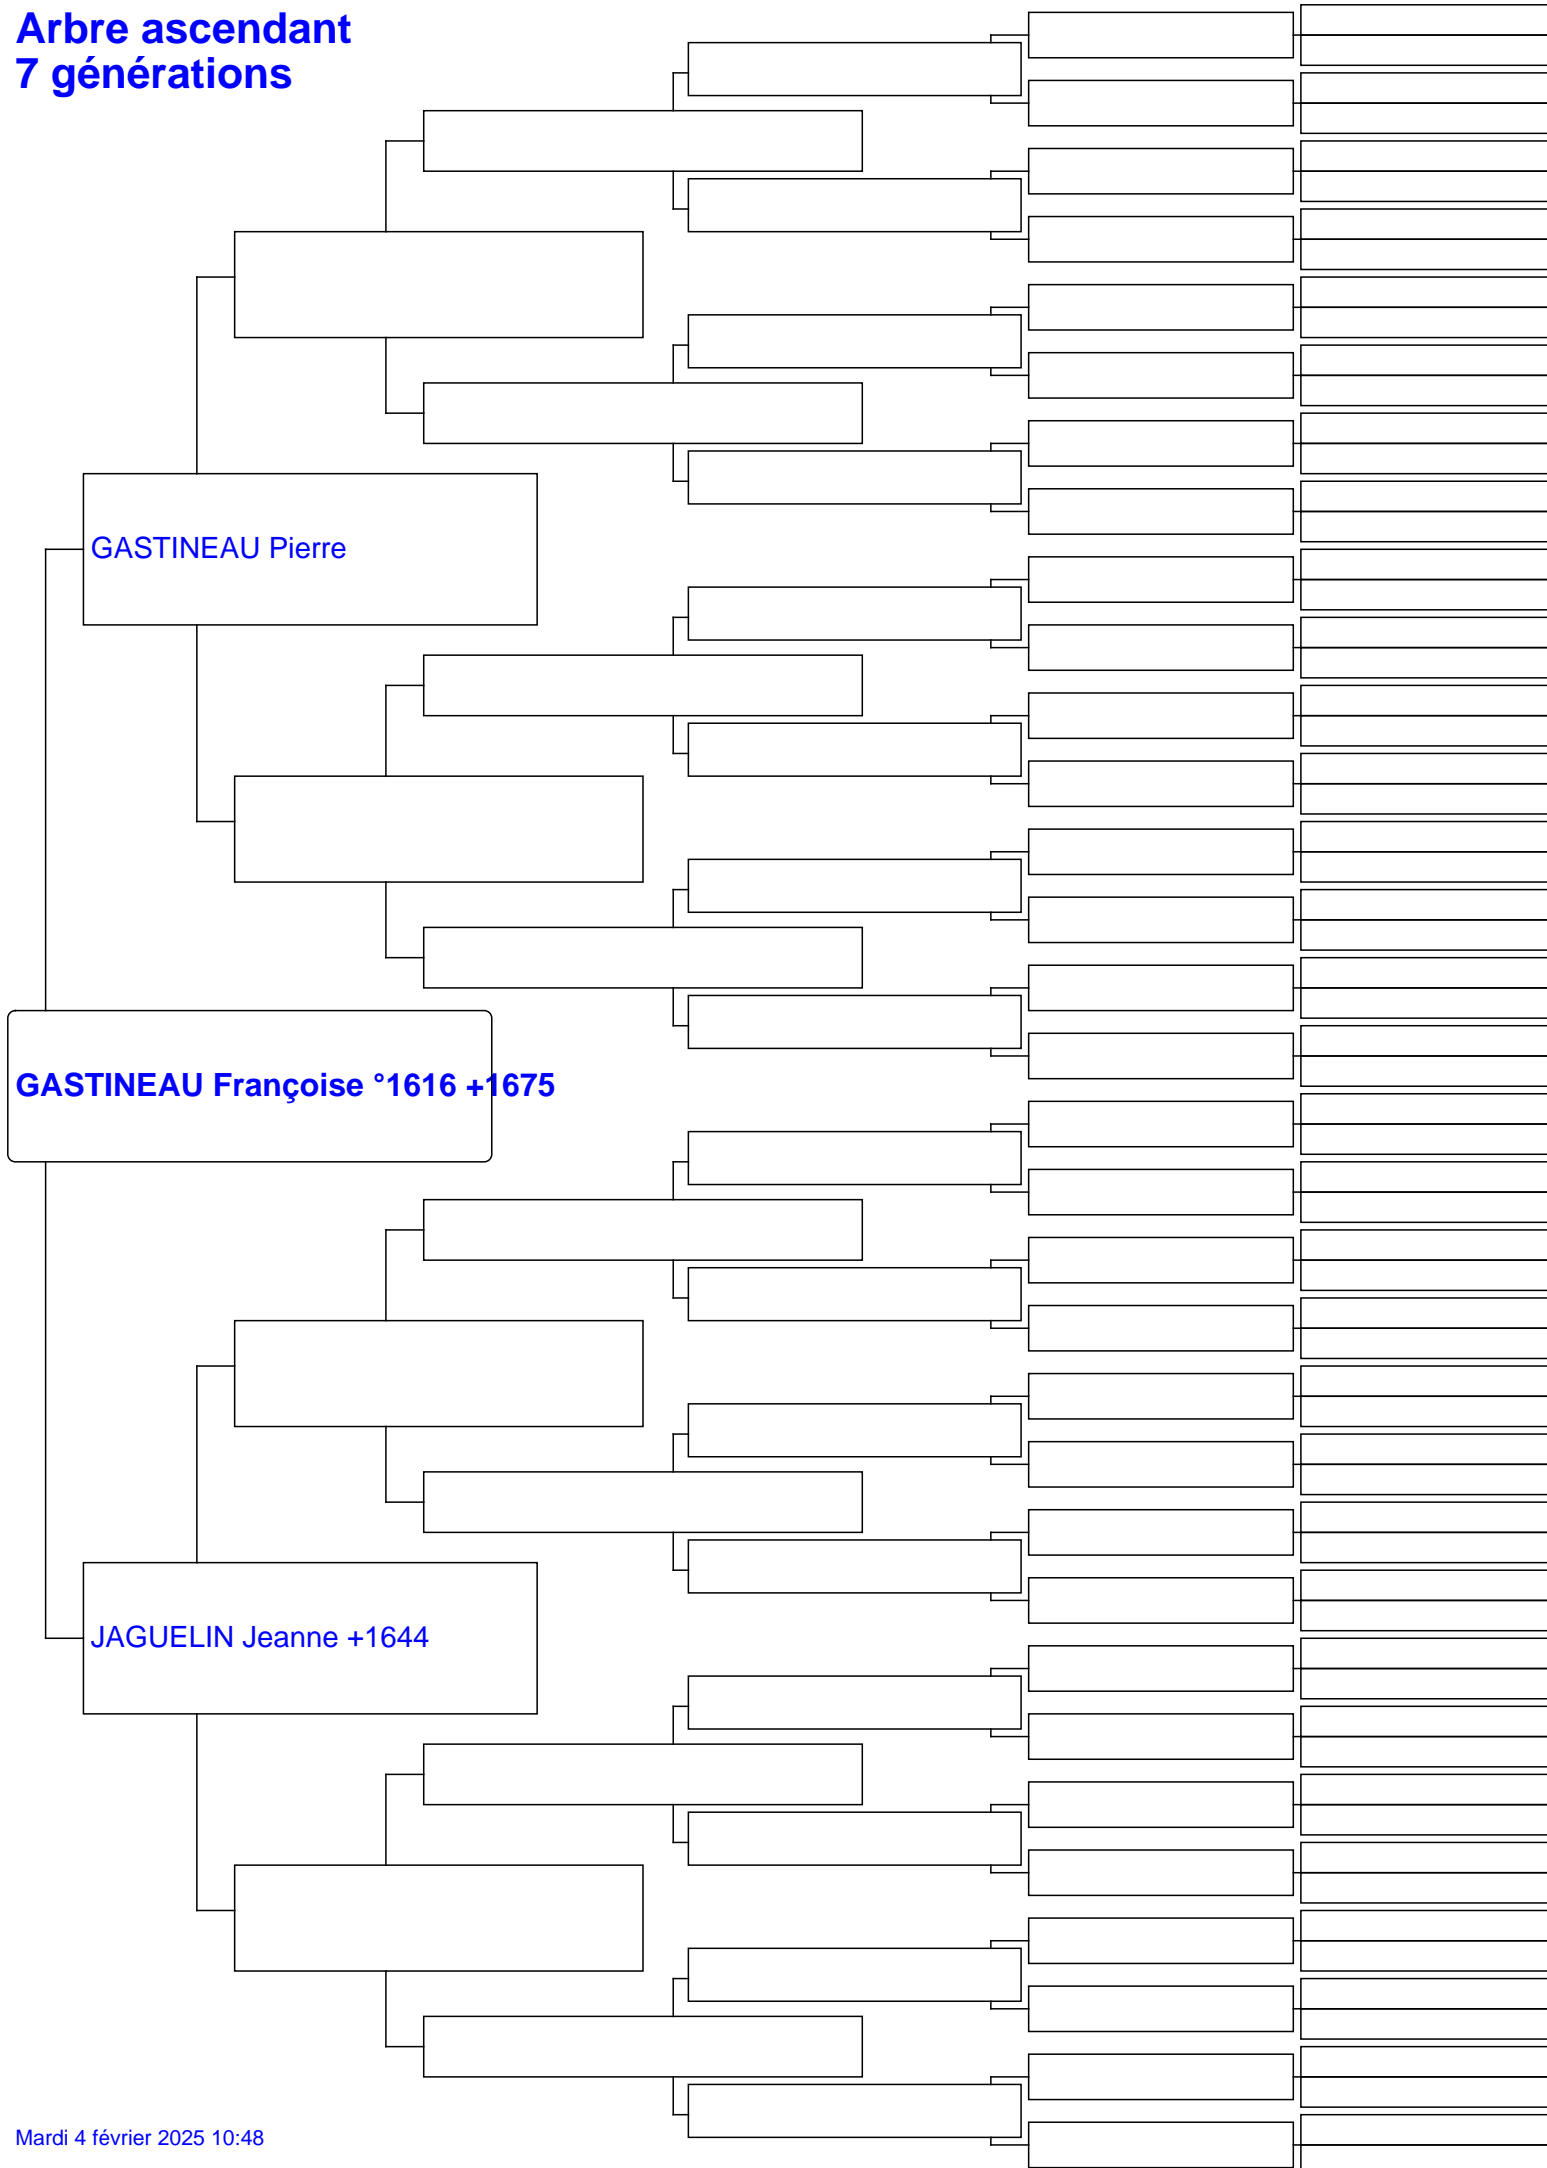 Arbre ascendant
7 générations
GASTINEAU Pierre
GASTINEAU Françoise °1616 +1675
JAGUELIN Jeanne +1644
Mardi 4 février 2025 10:48